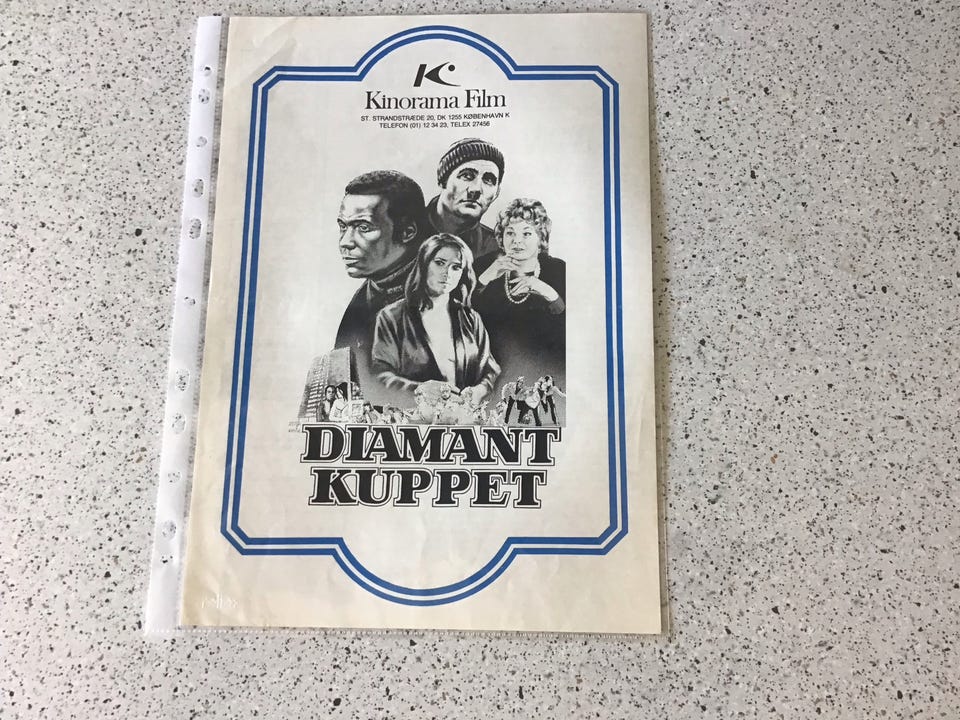 Kinorama Film
ST. STRANDSTRÆDE 20, DK 1255 KØBENHAVN K
TELEFON (01) 12 34 23, TELEX 27456
DIAMANT
KUPPET